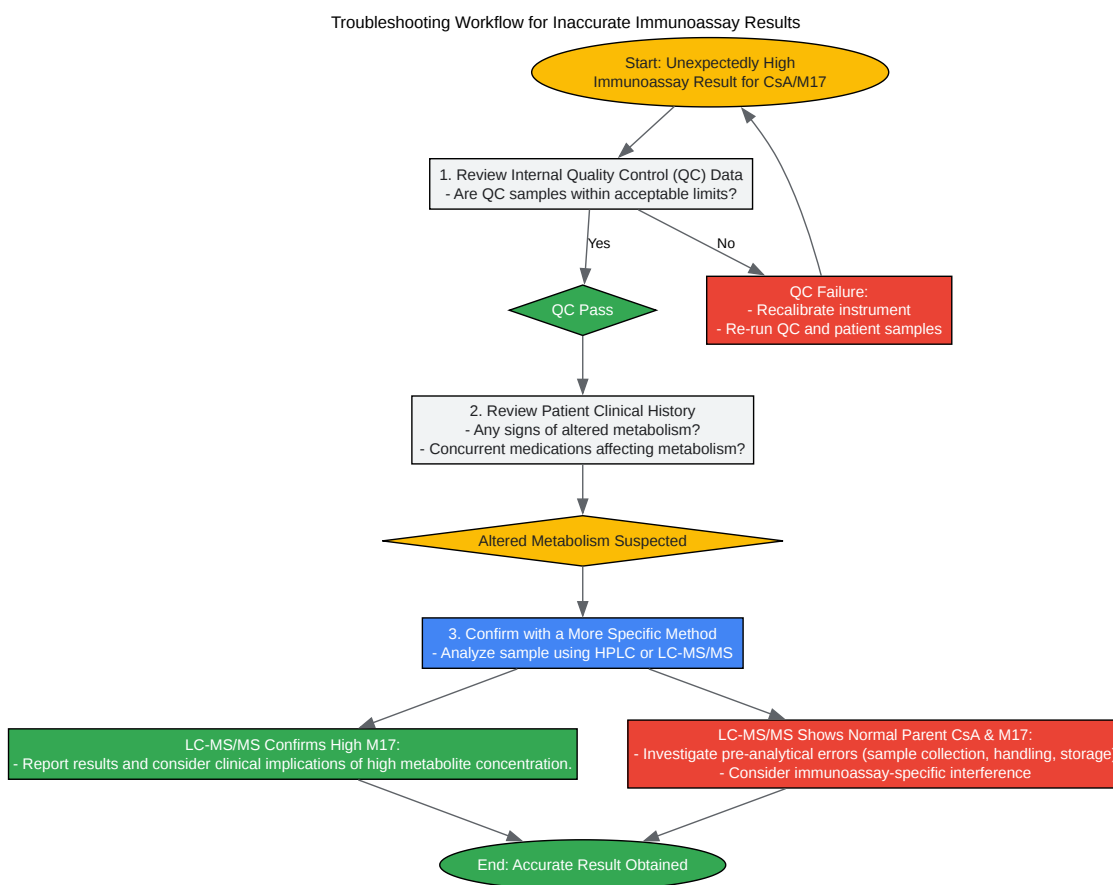 Troubleshooting Workflow for Inaccurate Immunoassay Results
Start: Unexpectedly High
Immunoassay Result for CsA/M17
1. Review Internal Quality Control (QC) Data
- Are QC samples within acceptable limits?
Yes
No
QC Pass
QC Failure:
- Recalibrate instrument
- Re-run QC and patient samples
2. Review Patient Clinical History
- Any signs of altered metabolism?
- Concurrent medications affecting metabolism?
Altered Metabolism Suspected
3. Confirm with a More Specific Method
- Analyze sample using HPLC or LC-MS/MS
LC-MS/MS Confirms High M17:
- Report results and consider clinical implications of high metabolite concentration.
LC-MS/MS Shows Normal Parent CsA & M17:
- Investigate pre-analytical errors (sample collection, handling, storage)
- Consider immunoassay-specific interference
End: Accurate Result Obtained